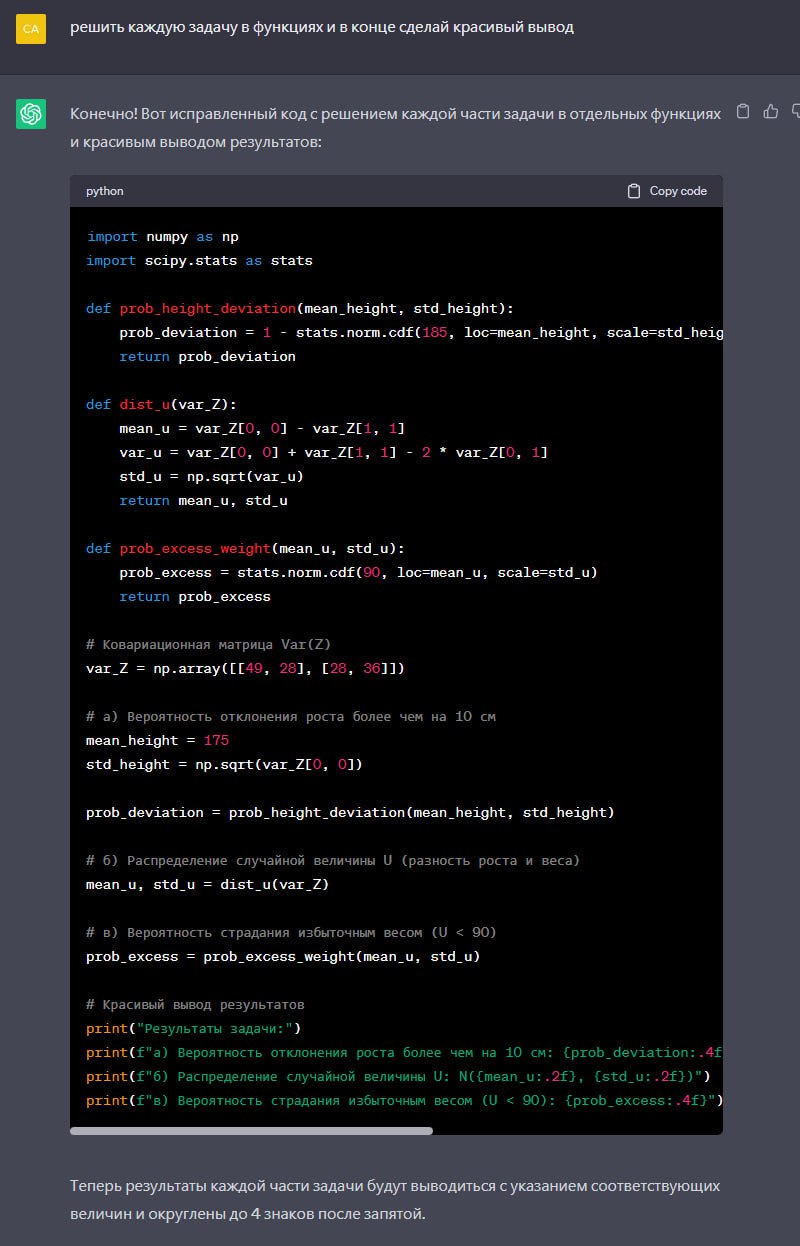 CA
решить каждую задачу в функциях и в конце сделай красивый вывод
Конечно! Вот исправленный код с решением каждой части задачи в отдельных функциях
и красивым выводом результатов:
python
Copy code
import numpy as np
import scipy.stats as stats
def prob_height_deviation(mean_height, std_height):
    prob_deviation = 1 - stats.norm.cdf(185, loc=mean_height, scale=std_heig
    return prob_deviation
def dist_u(var_Z):
    mean_u = var_Z[0, 0] - var_Z[1, 1]
    var_u = var_Z[0, 0] + var_Z[1, 1] - 2 * var_Z[0, 1]
    std_u = np.sqrt(var_u)
    return mean_u, std_u
def prob_excess_weight(mean_u, std_u):
    prob_excess = stats.norm.cdf(90, loc=mean_u, scale=std_u)
    return prob_excess
# Ковариационная матрица Var(Z)
var_Z = np.array([[49, 28], [28, 36]])
# а) Вероятность отклонения роста более чем на 10 см
mean_height = 175
std_height = np.sqrt(var_Z[0, 0])
prob_deviation = prob_height_deviation(mean_height, std_height)
# б) Распределение случайной величины U (разность роста и веса)
mean_u, std_u = dist_u(var_Z)
# в) Вероятность страдания избыточным весом (U < 90)
prob_excess = prob_excess_weight(mean_u, std_u)
# Красивый вывод результатов
print("Результаты задачи:")
print(f"а) Вероятность отклонения роста более чем на 10 см: {prob_deviation:.4f
print(f"б) Распределение случайной величины U: N({mean_u:.2f}, {std_u:.2f})")
print(f"в) Вероятность страдания избыточным весом (U < 90): {prob_excess:.4f}")
Теперь результаты каждой части задачи будут выводиться с указанием соответствующих
величин и округлены до 4 знаков после запятой.